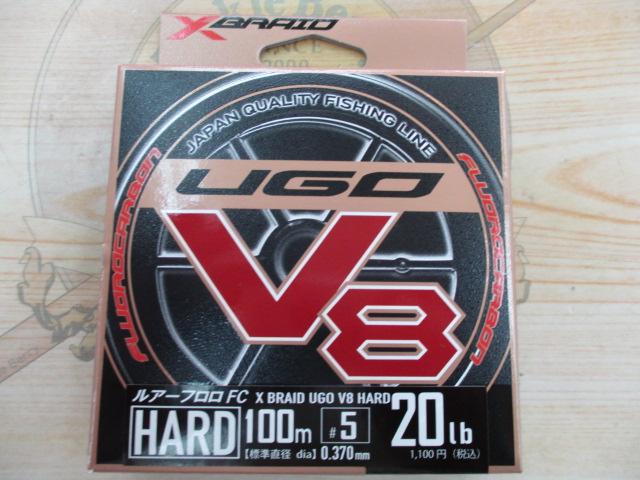 X BRAID
JAPAN QUALITY FISHING LINE
UGO
FLUOROCARBON
FLUOROCARBON
V8
ルアーフロロ FC X BRAID UGO V8 HARD
HARD 100m #5 20lb
【標準直径 dia】 0.370mm 1,100円（税込）